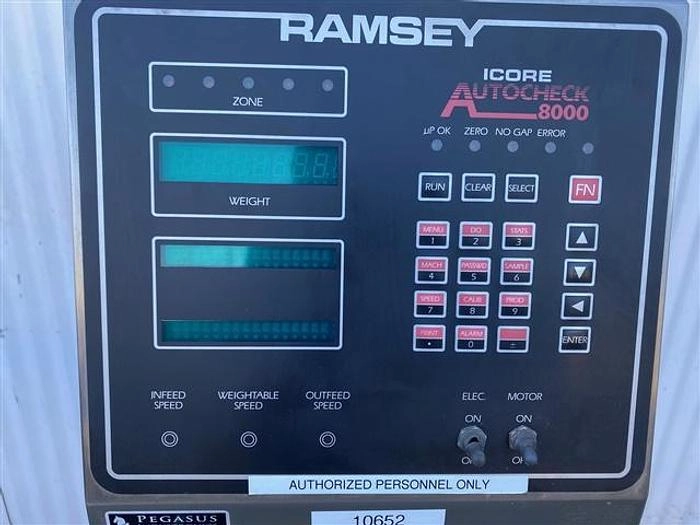 RAMSEY
ICORE
AUTOCHECK
8000
ZONE
µP OK ZERO NO GAP ERROR
WEIGHT
RUN CLEAR SELECT FN
MENU DO STATS
1 2 3
MACH PASSWD SAMPLE
4 5 6
SPEED CALIB PROD
7 8 9
PRINT ALARM
• 0 ±
ENTER
INFEED SPEED
WEIGHTABLE SPEED
OUTFEED SPEED
ELEC. MOTOR
ON ON
AUTHORIZED PERSONNEL ONLY
PEGASUS
10652